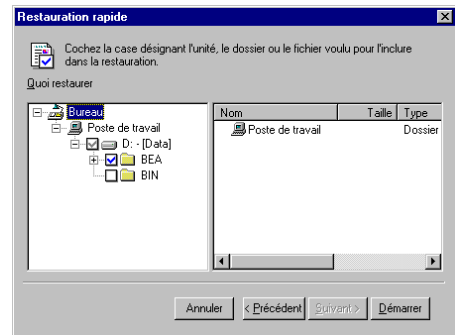 Restauration rapide
Cochez la case désignant l'unité, le dossier ou le fichier voulu pour l'inclure
dans la restauration.
Quoi restaurer
Bureau
Poste de travail
D: - [Data]
BEA
BIN
Nom Taille Type
Poste de travail Dossier
Annuler < Précédent Suivant > Démarrer